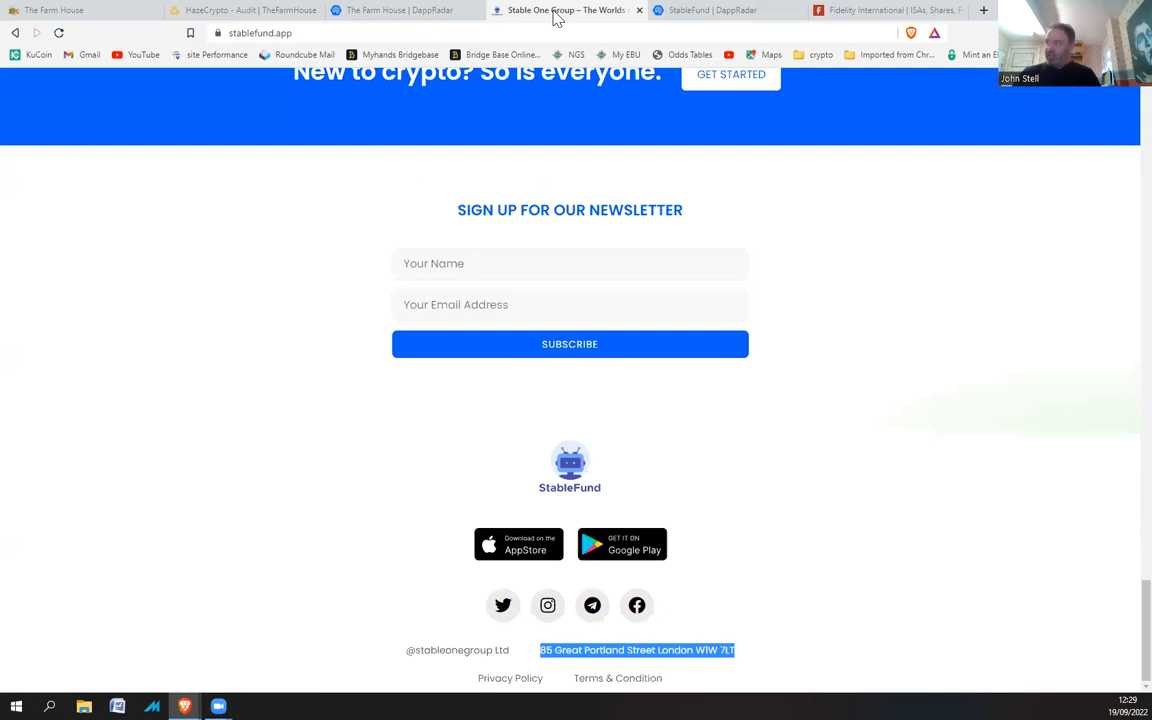 The Farm House
HazeCrypto - Audit | TheFarmHouse
The Farm House | DappRadar
Stable One Group – The Worlds
StableFund | DappRadar
Fidelity International | ISAs, Shares, F
stablefund.app
KuCoin
Gmail
YouTube
site Performance
Roundcube Mail
Myhands Bridgebase
Bridge Base Online...
NGS
My EBU
Odds Tables
Maps
crypto
Imported from Chr...
Mint an E
John Stell
New to crypto? So is everyone.
GET STARTED
SIGN UP FOR OUR NEWSLETTER
Your Name
Your Email Address
SUBSCRIBE
StableFund
Download on the
AppStore
GET IT ON
Google Play
@stableonegroup Ltd
85 Great Portland Street London W1W 7LT
Privacy Policy
Terms & Condition
12:29
19/09/2022